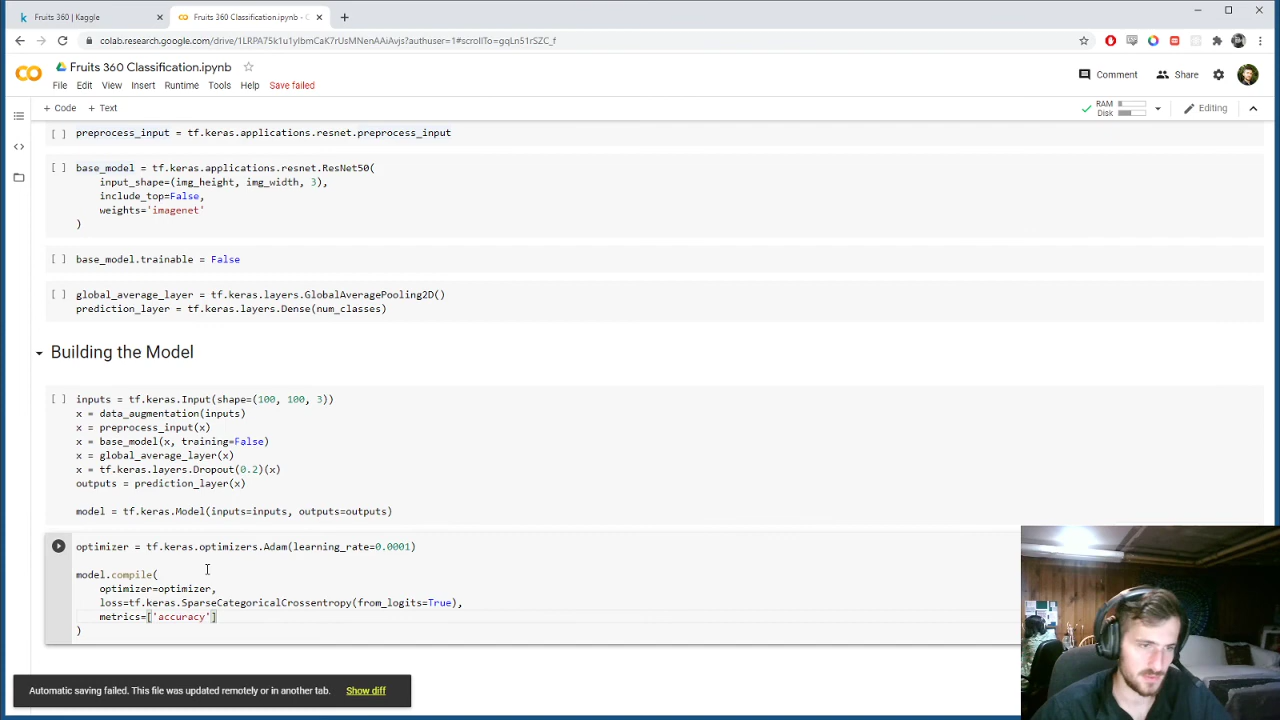 Fruits 360 | Kaggle
Fruits 360 Classification.ipynb - C
colab.research.google.com/drive/1LRPA75k1u1yIbmCaK7rUsMNenAAiAvjs?authuser=1#scrollTo=gqLn51rSZC_f
Fruits 360 Classification.ipynb
Comment
Share
File Edit View Insert Runtime Tools Help Save failed
+ Code + Text
RAM
Disk
Editing
[ ] preprocess_input = tf.keras.applications.resnet.preprocess_input
[ ] base_model = tf.keras.applications.resnet.ResNet50(
input_shape=(img_height, img_width, 3),
include_top=False,
weights='imagenet'
)
[ ] base_model.trainable = False
[ ] global_average_layer = tf.keras.layers.GlobalAveragePooling2D()
prediction_layer = tf.keras.layers.Dense(num_classes)
Building the Model
[ ] inputs = tf.keras.Input(shape=(100, 100, 3))
x = data_augmentation(inputs)
x = preprocess_input(x)
x = base_model(x, training=False)
x = global_average_layer(x)
x = tf.keras.layers.Dropout(0.2)(x)
outputs = prediction_layer(x)
model = tf.keras.Model(inputs=inputs, outputs=outputs)
optimizer = tf.keras.optimizers.Adam(learning_rate=0.0001)
model.compile(
optimizer=optimizer,
loss=tf.keras.SparseCategoricalCrossentropy(from_logits=True),
metrics=['accuracy']
)
Automatic saving failed. This file was updated remotely or in another tab. Show diff